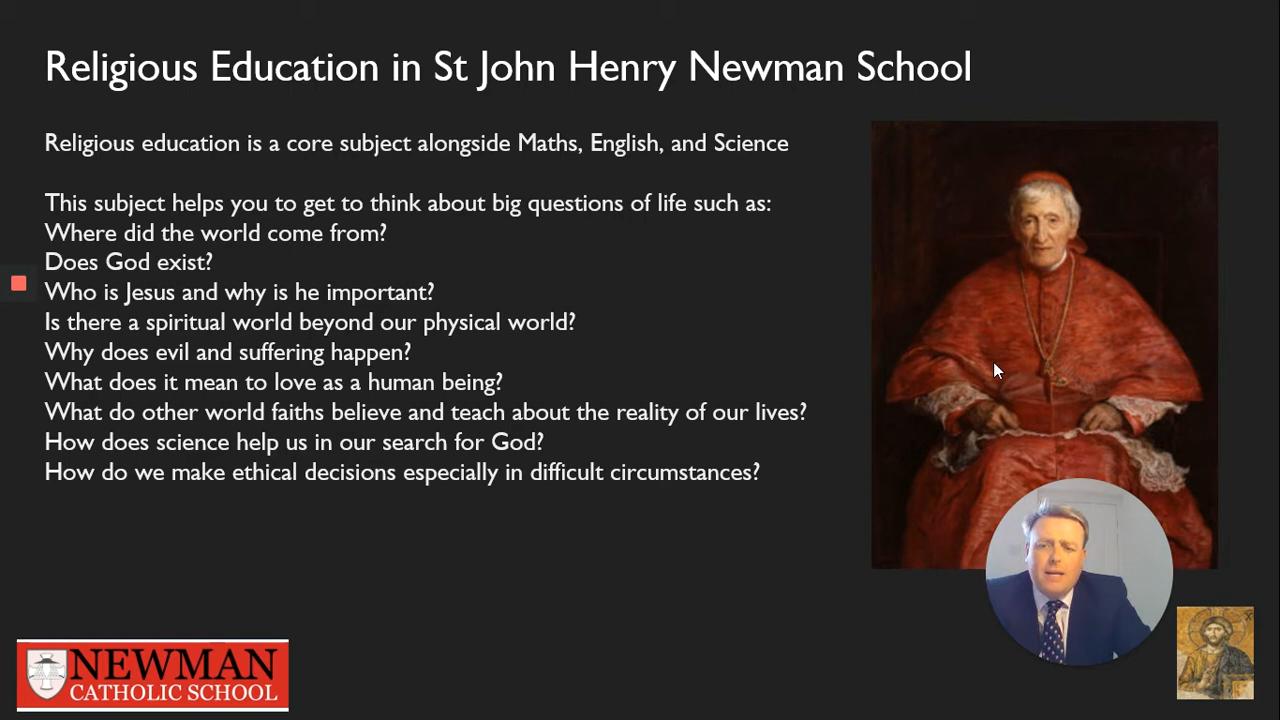 Religious Education in St John Henry Newman School
Religious education is a core subject alongside Maths, English, and Science
This subject helps you to get to think about big questions of life such as:
Where did the world come from?
Does God exist?
Who is Jesus and why is he important?
Is there a spiritual world beyond our physical world?
Why does evil and suffering happen?
What does it mean to love as a human being?
What do other world faiths believe and teach about the reality of our lives?
How does science help us in our search for God?
How do we make ethical decisions especially in difficult circumstances?
NEWMAN
CATHOLIC SCHOOL